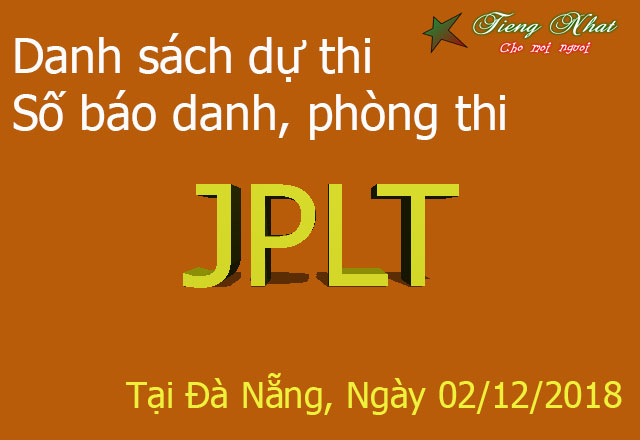 Tieng Nhat
Cho moi nguoi
Danh sách dự thi
Số báo danh, phòng thi
JPLT
Tại Đà Nẵng, Ngày 02/12/2018